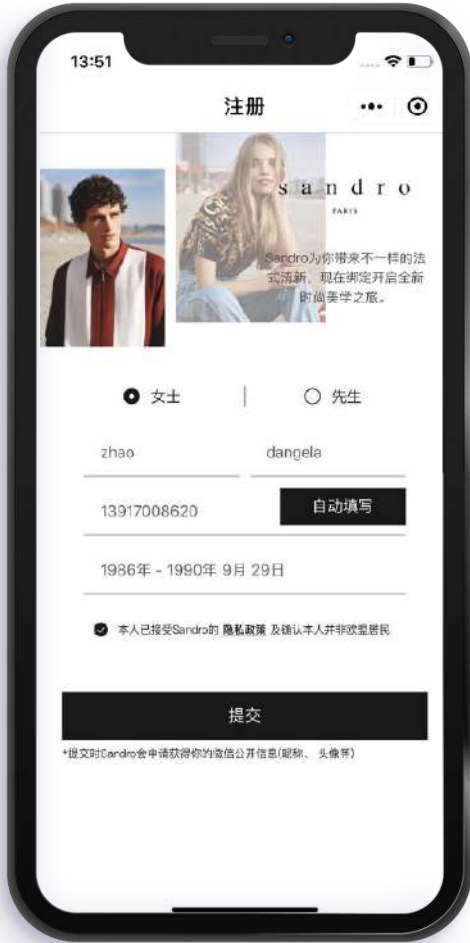 13:51
注册
sandro
PARIS
Sandro为你带来不一样的法
式清新，现在绑定开启全新
时尚美学之旅。
女士 | 先生
zhao dangela
13917008620 自动填写
1986年 - 1990年 9月 29日
本人已接受Sandro的 隐私政策 及确认本人并非欧盟居民
提交
*提交时Sandro会申请获得你的微信公开信息(昵称、头像等)